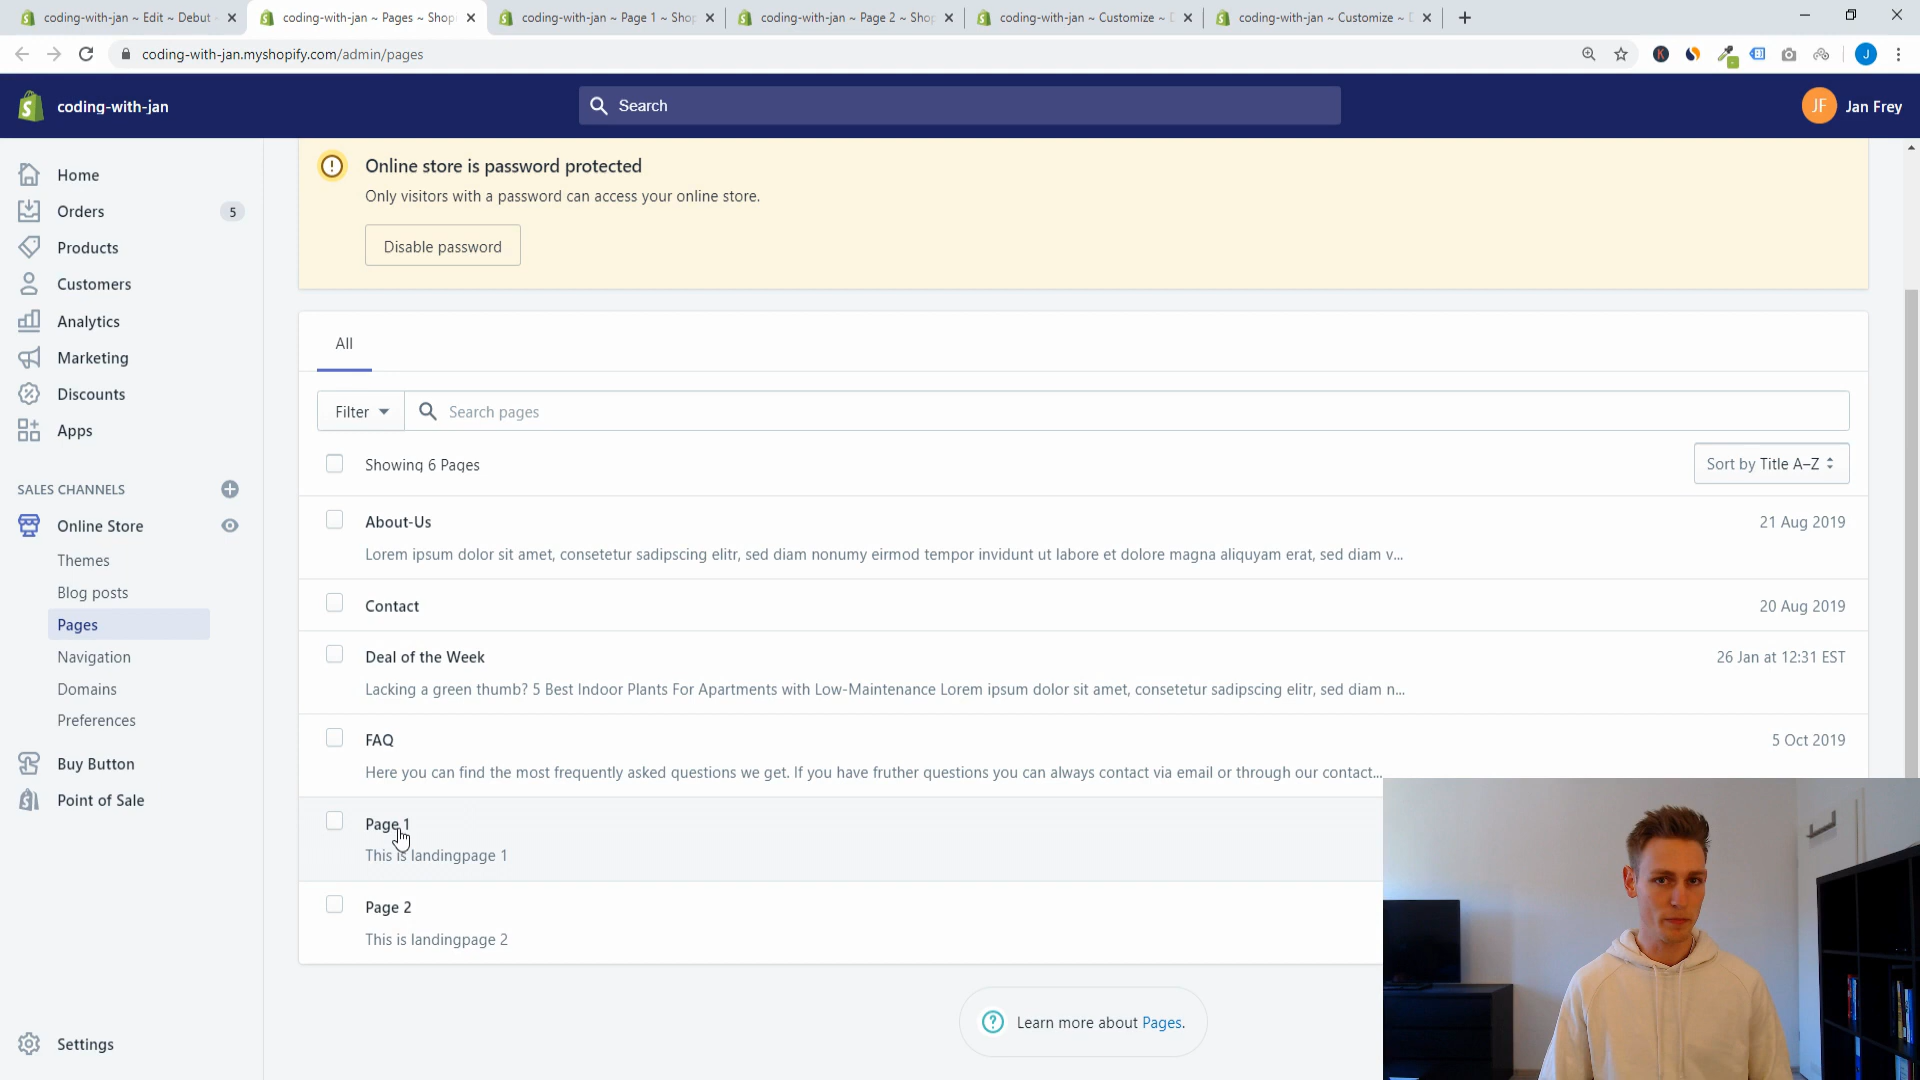 coding-with-jan ~ Edit ~ Debut
coding-with-jan ~ Pages ~ Shopi
coding-with-jan ~ Page 1 ~ Shop
coding-with-jan ~ Page 2 ~ Shop
coding-with-jan ~ Customize ~ D
coding-with-jan ~ Customize ~ D
coding-with-jan.myshopify.com/admin/pages
K
J
coding-with-jan
Search
JF
Jan Frey
Home
Orders
5
Products
Customers
Analytics
Marketing
Discounts
Apps
SALES CHANNELS
Online Store
Themes
Blog posts
Pages
Navigation
Domains
Preferences
Buy Button
Point of Sale
Settings
Online store is password protected
Only visitors with a password can access your online store.
Disable password
All
Filter
Search pages
Showing 6 Pages
Sort by Title A–Z
About-Us
21 Aug 2019
Lorem ipsum dolor sit amet, consetetur sadipscing elitr, sed diam nonumy eirmod tempor invidunt ut labore et dolore magna aliquyam erat, sed diam v...
Contact
20 Aug 2019
Deal of the Week
26 Jan at 12:31 EST
Lacking a green thumb? 5 Best Indoor Plants For Apartments with Low-Maintenance Lorem ipsum dolor sit amet, consetetur sadipscing elitr, sed diam n...
FAQ
5 Oct 2019
Here you can find the most frequently asked questions we get. If you have fruther questions you can always contact via email or through our contact...
Page 1
This is landingpage 1
Page 2
This is landingpage 2
Learn more about Pages.